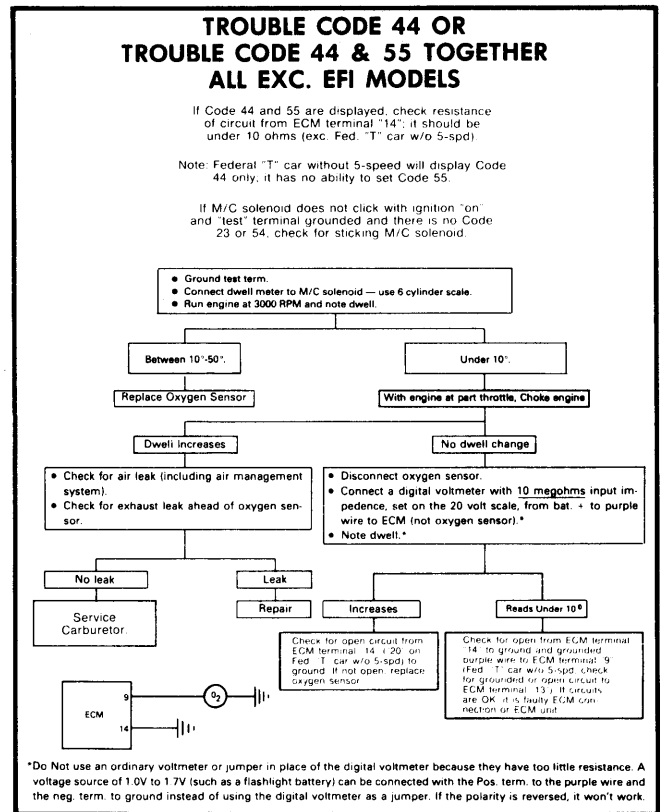 TROUBLE CODE 44 OR
TROUBLE CODE 44 & 55 TOGETHER
ALL EXC. EFI MODELS
If Code 44 and 55 are displayed, check resistance
of circuit from ECM terminal "14"; it should be
under 10 ohms (exc. Fed. "T" car w/o 5-spd).
Note: Federal "T" car without 5-speed will display Code
44 only; it has no ability to set Code 55.
If M/C solenoid does not click with ignition "on"
and "test" terminal grounded and there is no Code
23 or 54, check for sticking M/C solenoid.
• Ground test term.
• Connect dwell meter to M/C solenoid — use 6 cylinder scale.
• Run engine at 3000 RPM and note dwell.
Between 10°-50°.
Under 10°.
Replace Oxygen Sensor
With engine at part throttle, Choke engine
Dwell Increases
No dwell change
• Check for air leak (including air management
system).
• Check for exhaust leak ahead of oxygen sen-
sor.
• Disconnect oxygen sensor.
• Connect a digital voltmeter with 10 megohms input im-
pedence, set on the 20 volt scale, from bat. + to purple
wire to ECM (not oxygen sensor).*
• Note dwell.*
No leak
Leak
Service
Carburetor.
Repair
Increases
Reads Under 10°
Check for open circuit from
ECM terminal "14" ("20" on
Fed. "T" car w/o 5-spd) to
ground. If not open, replace
oxygen sensor
Check for open from ECM terminal
"14" to ground and grounded
purple wire to ECM terminal "9"
(Fed. "T" car w/o 5-spd, check
for grounded or open circuit to
ECM terminal "13"). If circuits
are OK, it is faulty ECM con-
nection or ECM unit.
ECM
9
14
O2
*Do Not use an ordinary voltmeter or jumper in place of the digital voltmeter because they have too little resistance. A
voltage source of 1.0V to 1.7V (such as a flashlight battery) can be connected with the Pos. term. to the purple wire and
the neg. term. to ground instead of using the digital voltmeter as a jumper. If the polarity is reversed, it won't work.